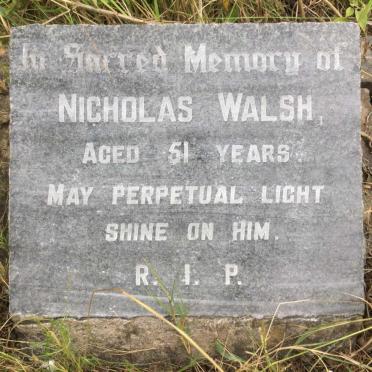 In Sacred Memory of
NICHOLAS WALSH,
AGED 51 YEARS
MAY PERPETUAL LIGHT
SHINE ON HIM.
R. I. P.